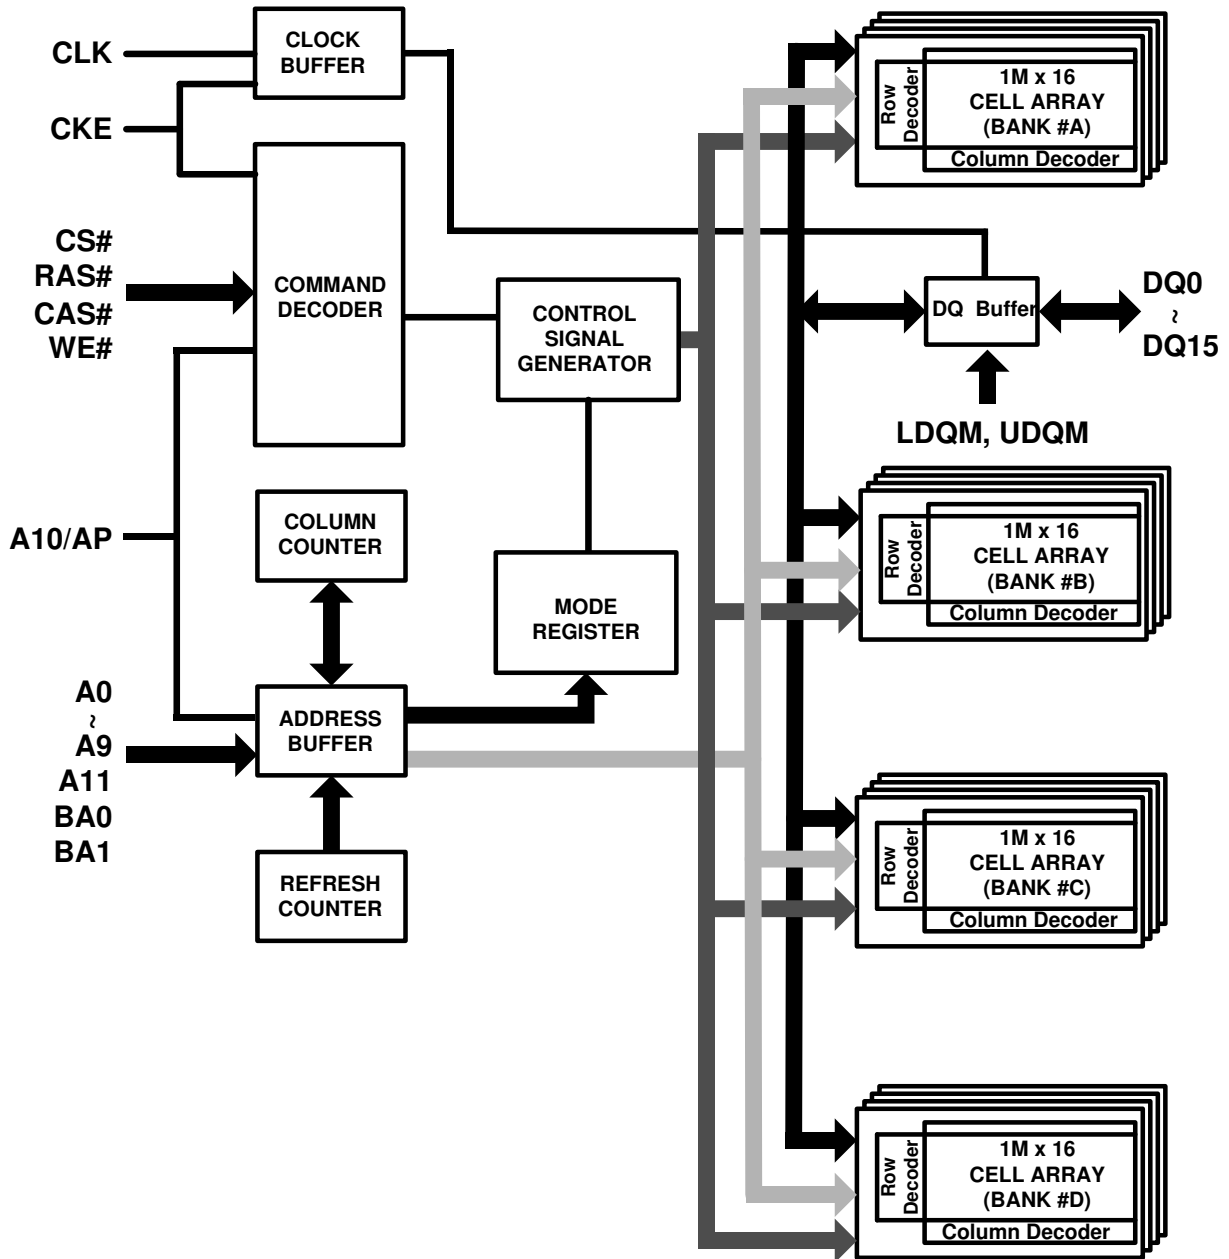 CLK
CKE
CLOCK
BUFFER
CS#
RAS#
CAS#
WE#
COMMAND
DECODER
CONTROL
SIGNAL
GENERATOR
A10/AP
COLUMN
COUNTER
MODE
REGISTER
A0
~
A9
A11
BA0
BA1
ADDRESS
BUFFER
REFRESH
COUNTER
Row
Decoder
1M x 16
CELL ARRAY
(BANK #A)
Column Decoder
DQ Buffer
DQ0
~
DQ15
LDQM, UDQM
Row
Decoder
1M x 16
CELL ARRAY
(BANK #B)
Column Decoder
Row
Decoder
1M x 16
CELL ARRAY
(BANK #C)
Column Decoder
Row
Decoder
1M x 16
CELL ARRAY
(BANK #D)
Column Decoder